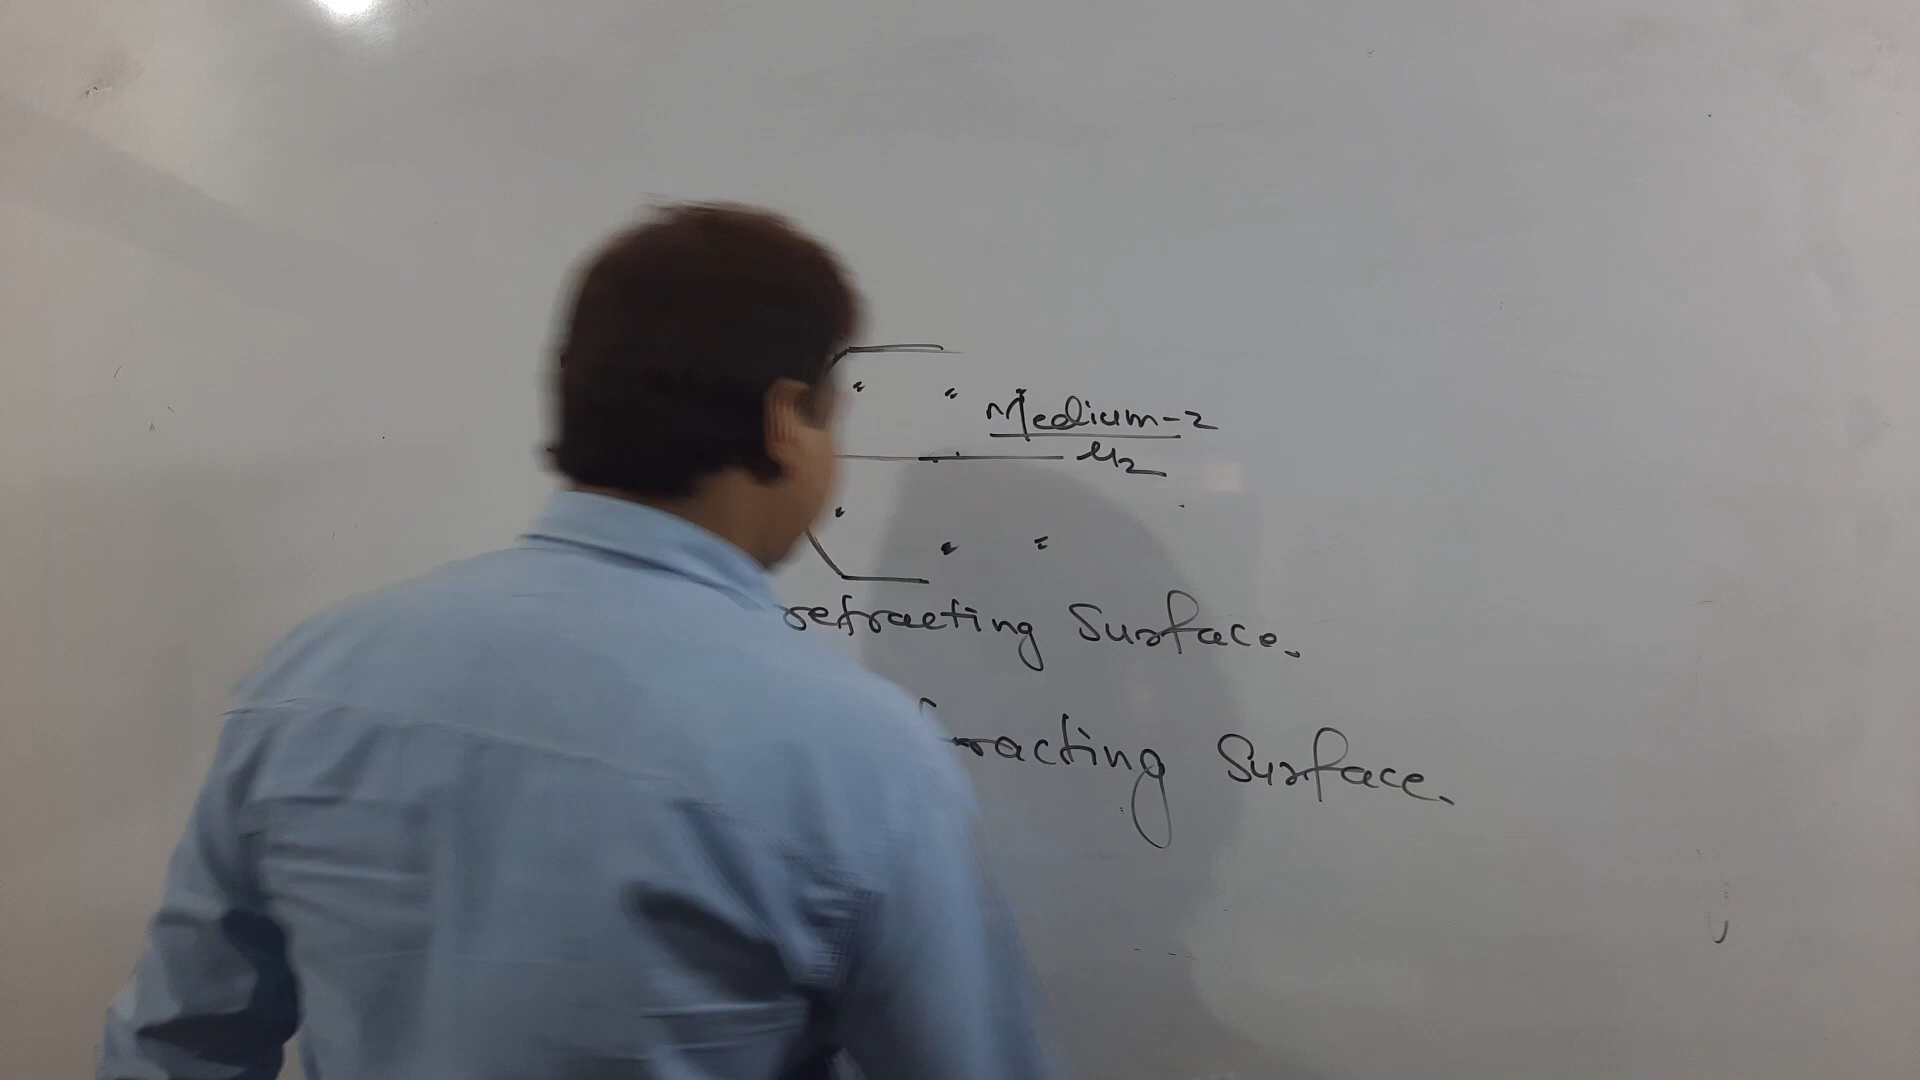 Medium-2
μ2
refracting Surface.
racting Surface.